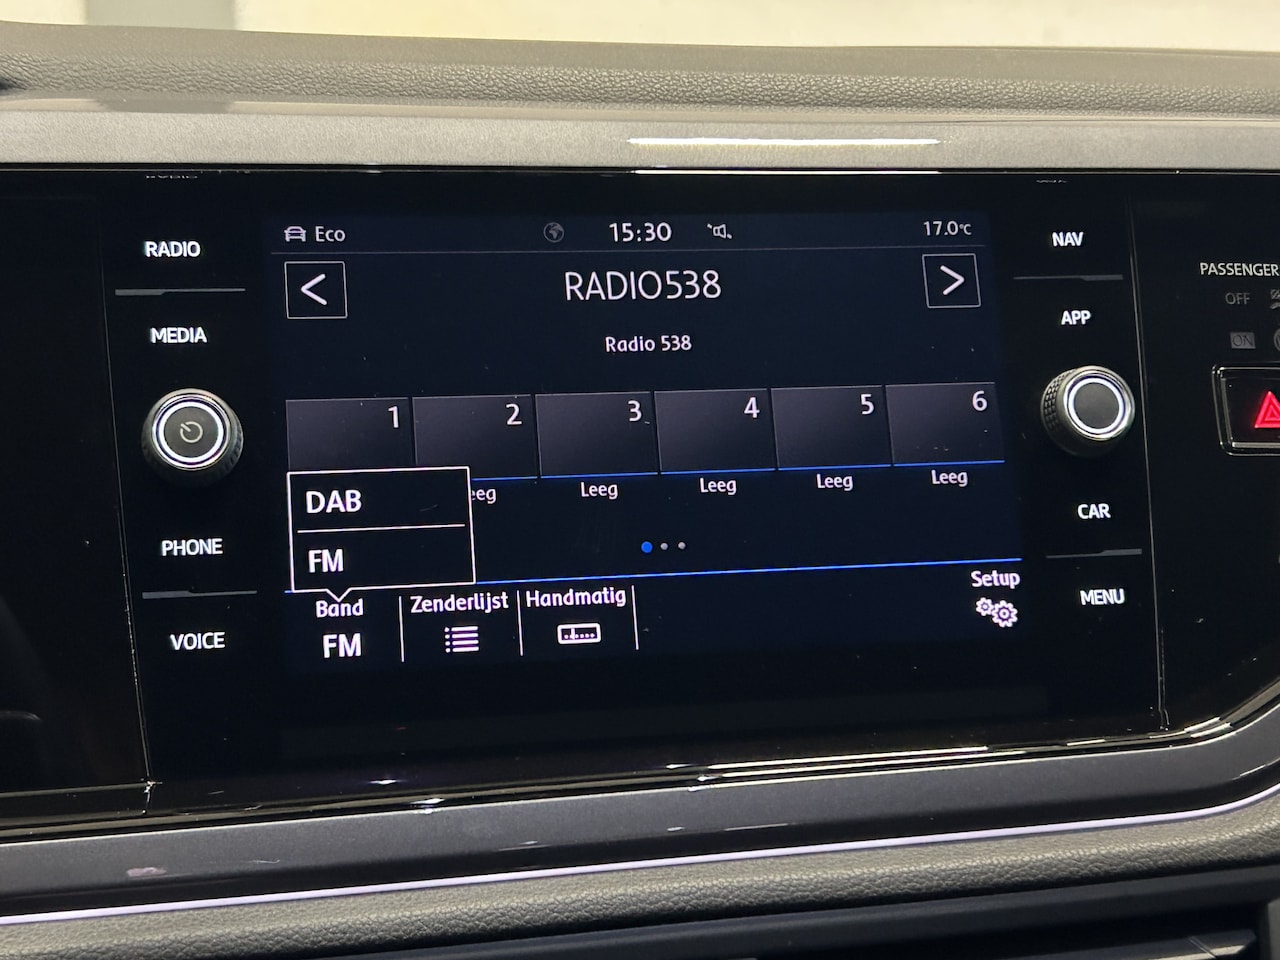 RADIO
MEDIA
PHONE
VOICE
Eco
15:30
17.0°C
<
RADIO538
>
Radio 538
1
2
3
4
5
6
Leeg
Leeg
Leeg
Leeg
DAB
FM
Band
FM
Zenderlijst
Handmatig
Setup
NAV
APP
CAR
MENU
PASSENGER
OFF
ON